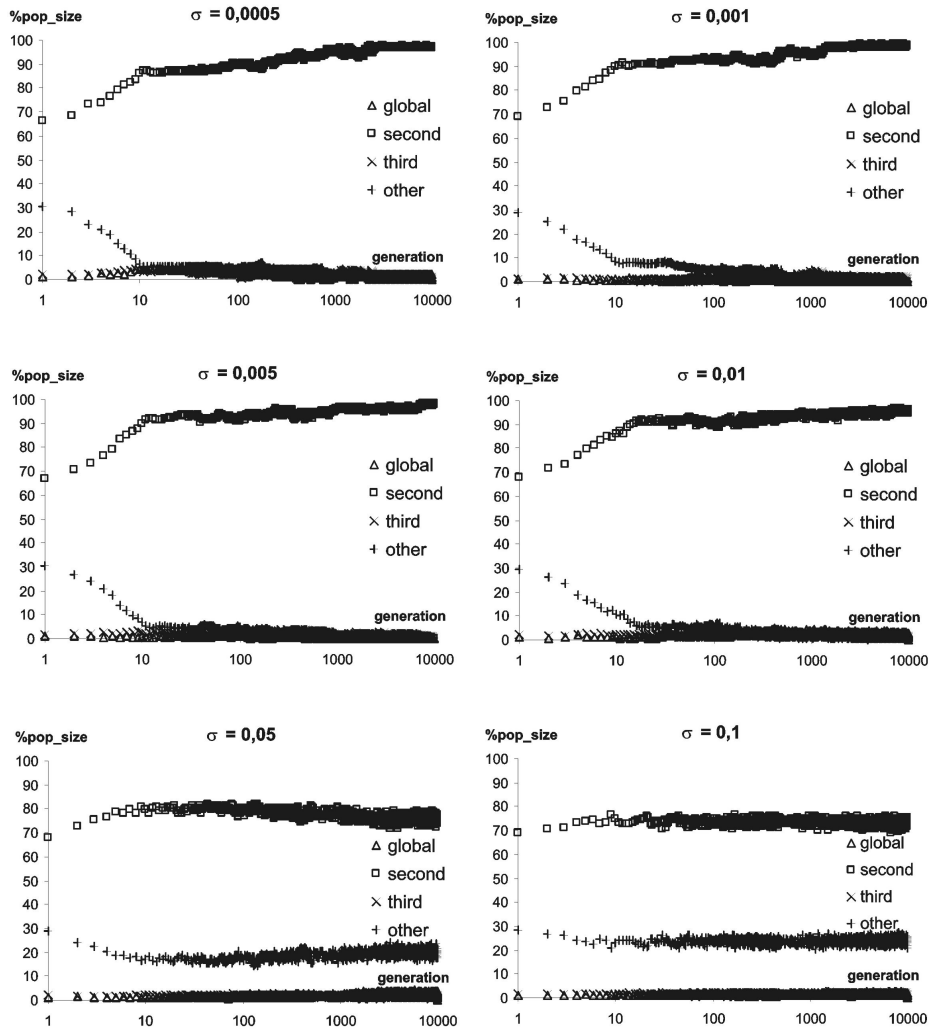 %pop_size
σ = 0,0005
100
90
80
70
60
50
40
30
20
10
0
global
second
third
other
generation
1
10
100
1000
10000
%pop_size
σ = 0,001
100
90
80
70
60
50
40
30
20
10
0
global
second
third
other
generation
1
10
100
1000
10000
%pop_size
σ = 0,005
100
90
80
70
60
50
40
30
20
10
0
global
second
third
other
generation
1
10
100
1000
10000
%pop_size
σ = 0,01
100
90
80
70
60
50
40
30
20
10
0
global
second
third
other
generation
1
10
100
1000
10000
%pop_size
σ = 0,05
100
90
80
70
60
50
40
30
20
10
0
global
second
third
other
generation
1
10
100
1000
10000
%pop_size
σ = 0,1
100
90
80
70
60
50
40
30
20
10
0
global
second
third
other
generation
1
10
100
1000
10000